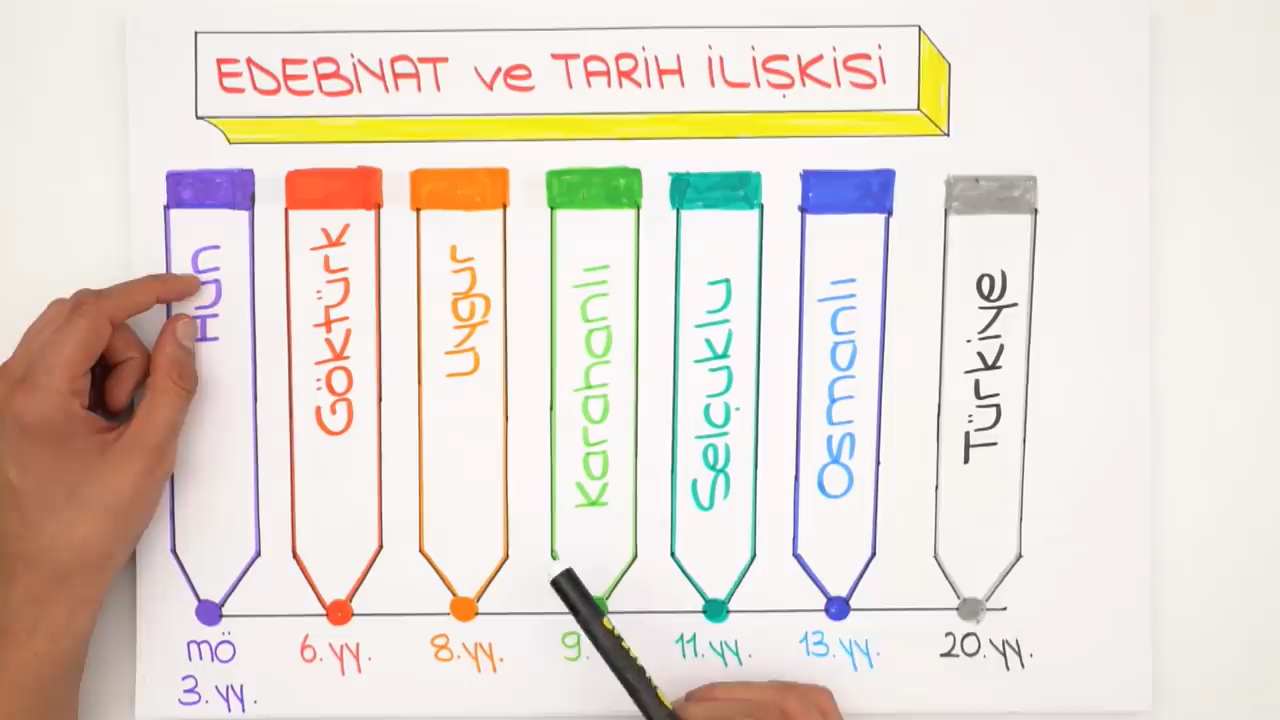 EDEBİYAT ve TARİH İLİŞKİSİ
Hun
Göktürk
Uygur
Karahanlı
Selçuklu
Osmanlı
Türkiye
mö
3. yy.
6. yy.
8. yy.
9.
11. yy.
13. yy.
20. yy.